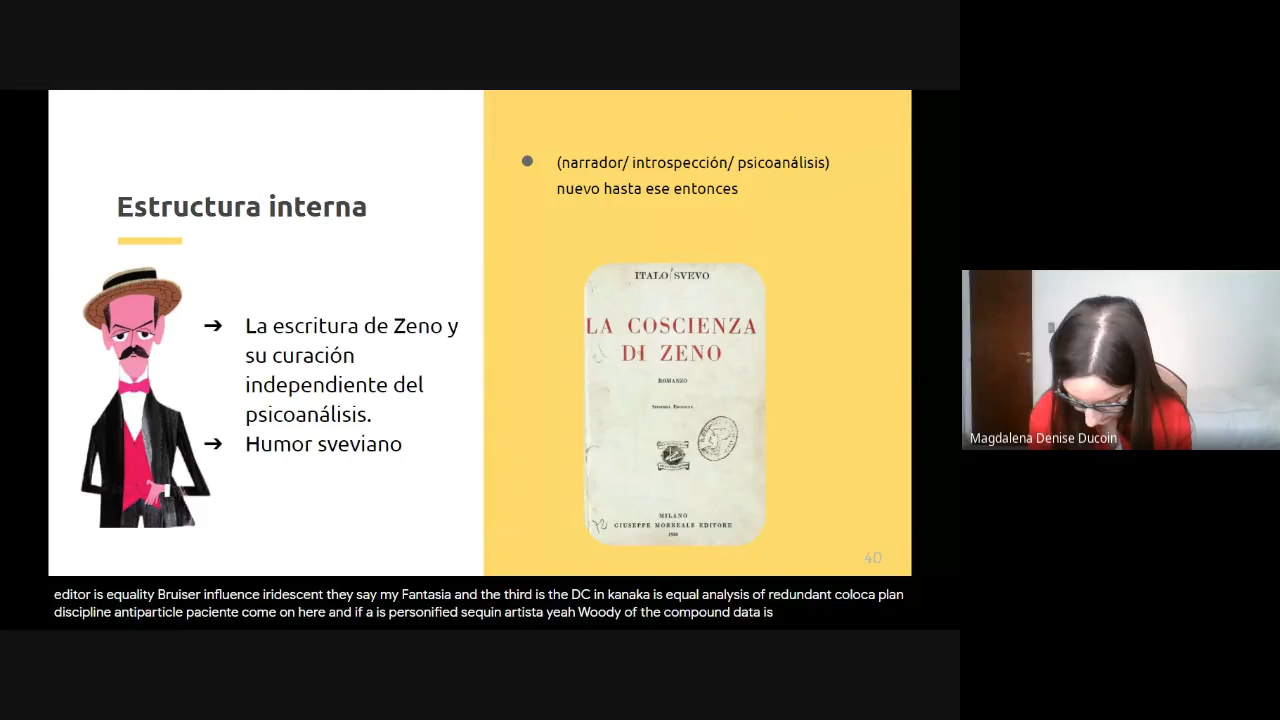 Estructura interna
➔ La escritura de Zeno y
su curación
independiente del
psicoanálisis.
➔ Humor sveviano
● (narrador/ introspección/ psicoanálisis)
nuevo hasta ese entonces
ITALO SVEVO
LA COSCIENZA
DI ZENO
ROMANZO
MILANO
GIUSEPPE MORREALE EDITORE
40
editor is equality Bruiser influence iridescent they say my Fantasia and the third is the DC in kanaka is equal analysis of redundant coloca plan
discipline antiparticle paciente come on here and if a is personified sequin artista yeah Woody of the compound data is
Magdalena Denise Ducoin